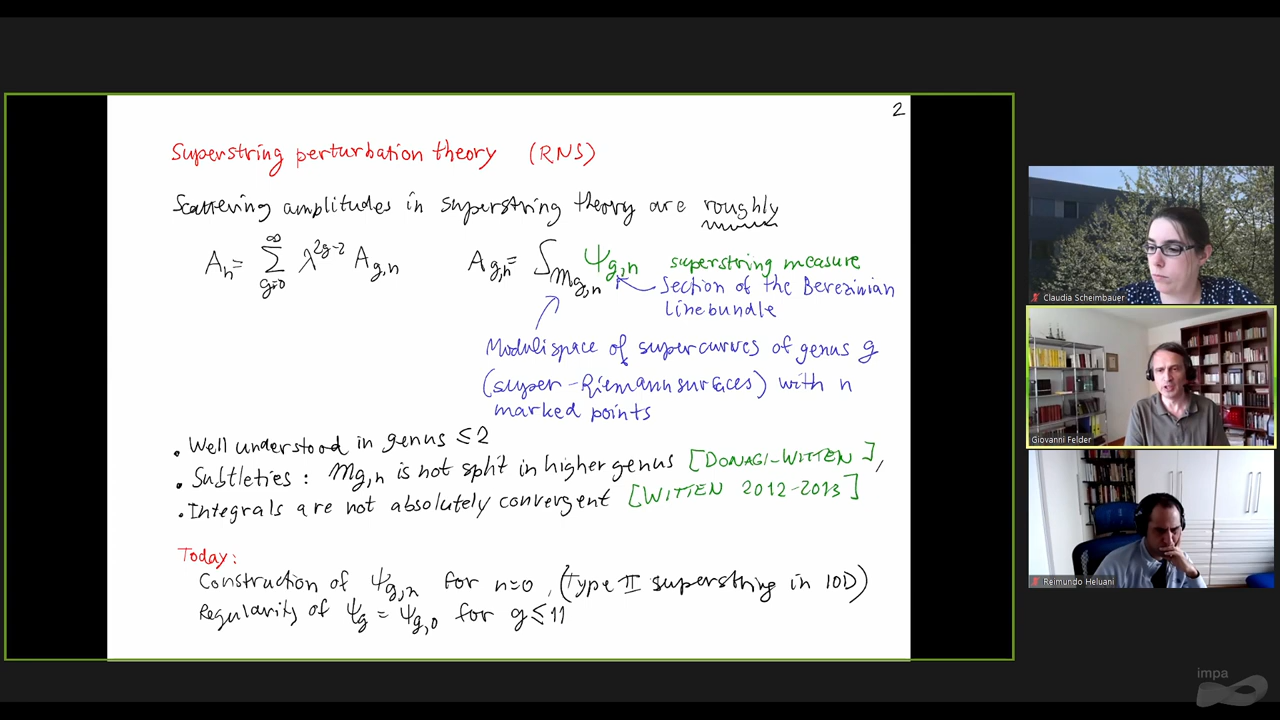 2
Superstring perturbation theory (RNS)
Scattering amplitudes in superstring theory are roughly
A_n = ∑_{g=0}^∞ λ^{2g-2} A_{g,n}    A_{g,n} = ∫_{M_{g,n}} Ψ_{g,n} superstring measure
Section of the Berezinian
line bundle
Moduli space of supercurves of genus g
(super-Riemann surfaces) with n
marked points
• Well understood in genus ≤ 2
• Subtleties : M_{g,n} is not split in higher genus [DONAGI-WITTEN],
• Integrals are not absolutely convergent [WITTEN 2012-2013]
Today:
Construction of Ψ_{g,n} for n=0, (type II superstring in 10D)
Regularity of Ψ_g = Ψ_{g,0} for g ≤ 11
Claudia Scheimbauer
Giovanni Felder
Reimundo Heluani
impa